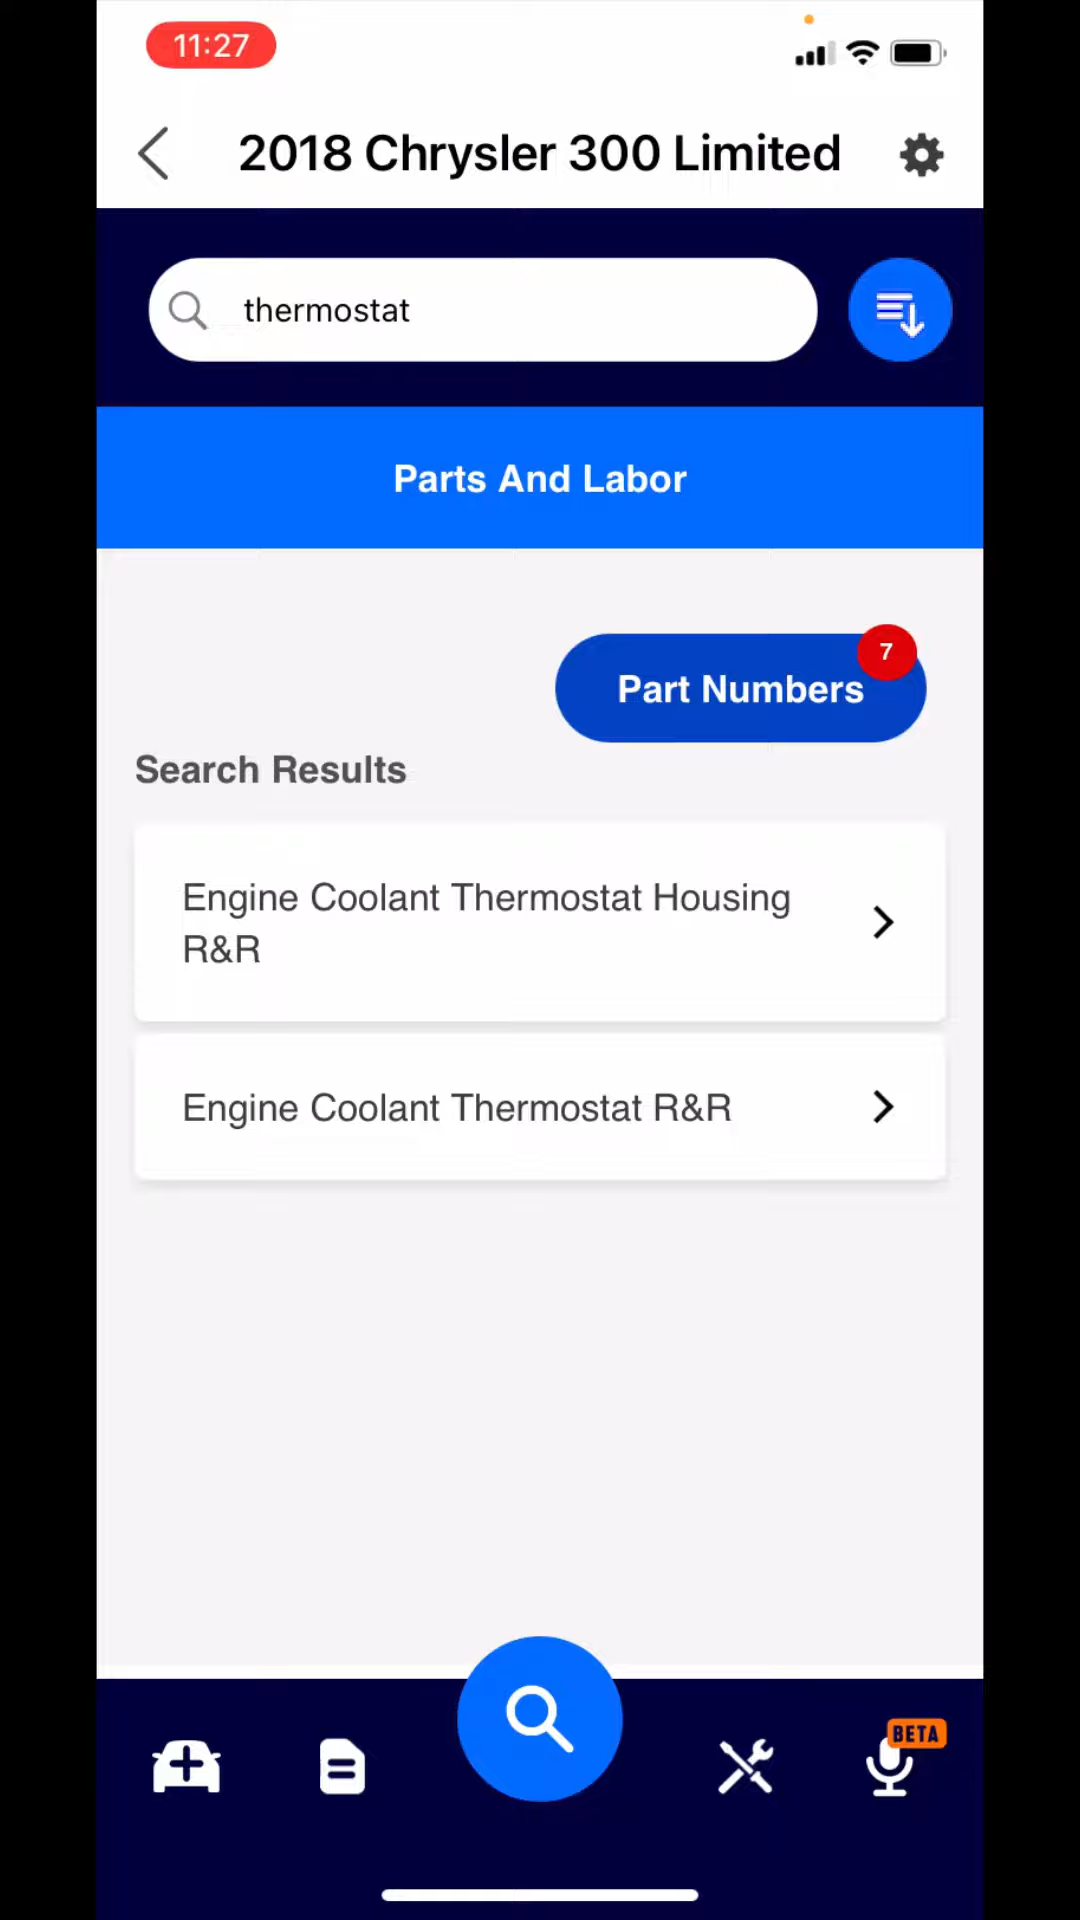 11:27
2018 Chrysler 300 Limited
thermostat
Parts And Labor
7
Part Numbers
Search Results
Engine Coolant Thermostat Housing
R&R
Engine Coolant Thermostat R&R
BETA